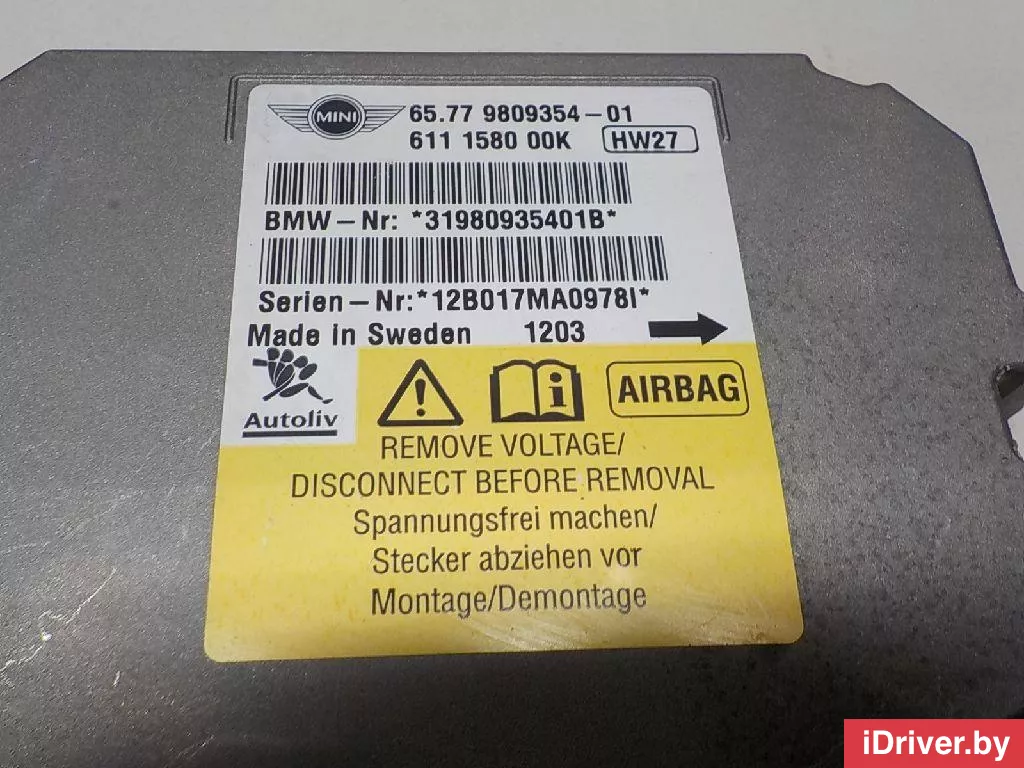 MINI
65.77 9809354-01
611 1580 00K HW27
BMW-Nr: *31980935401B*
Serien-Nr:*12B017MA0978I*
Made in Sweden 1203
Autoliv
AIRBAG
REMOVE VOLTAGE/
DISCONNECT BEFORE REMOVAL
Spannungsfrei machen/
Stecker abziehen vor
Montage/Demontage
iDriver.by